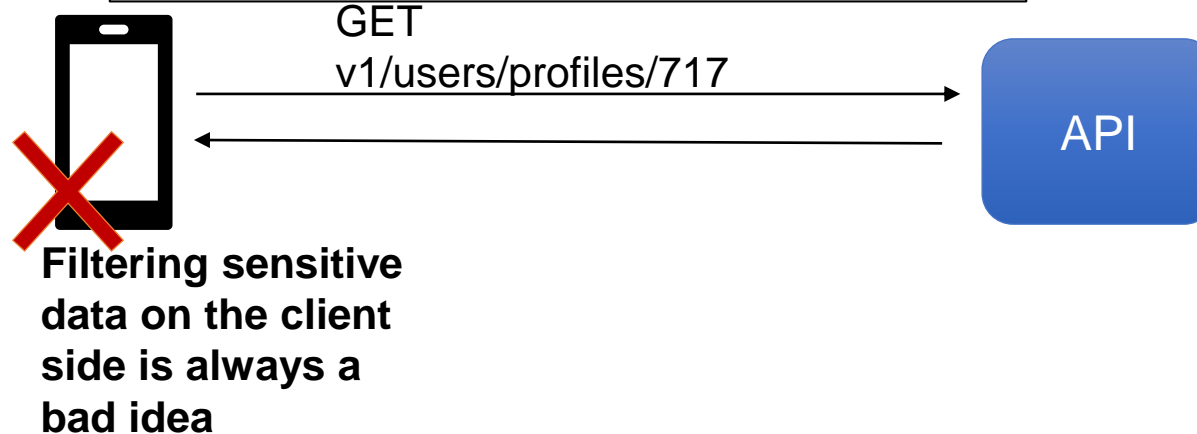 GET
v1/users/profiles/717
API
Filtering sensitive
data on the client
side is always a
bad idea